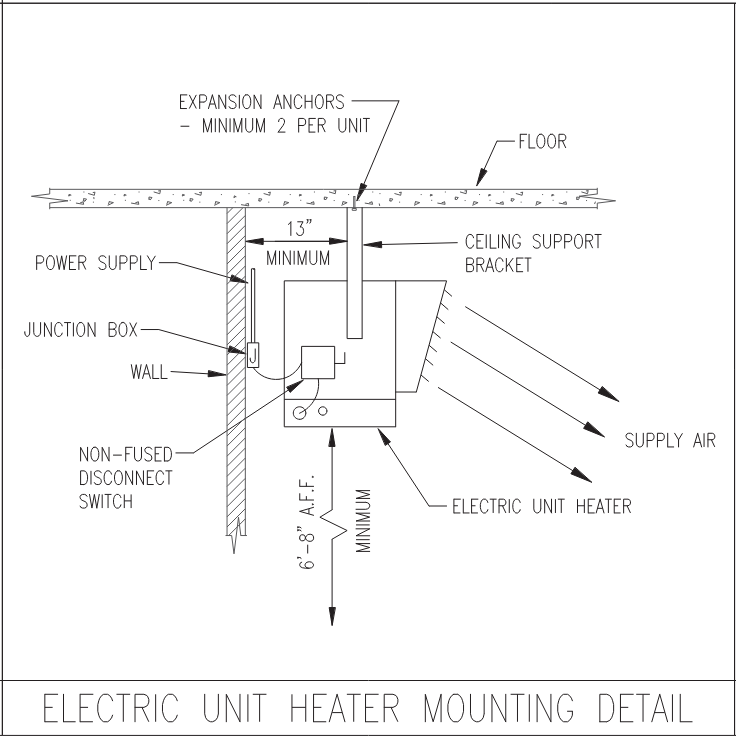 EXPANSION ANCHORS
- MINIMUM 2 PER UNIT
FLOOR
13"
MINIMUM
CEILING SUPPORT
BRACKET
POWER SUPPLY
JUNCTION BOX
J
WALL
SUPPLY AIR
NON-FUSED
DISCONNECT
SWITCH
ELECTRIC UNIT HEATER
6'-8" A.F.F.
MINIMUM
ELECTRIC UNIT HEATER MOUNTING DETAIL